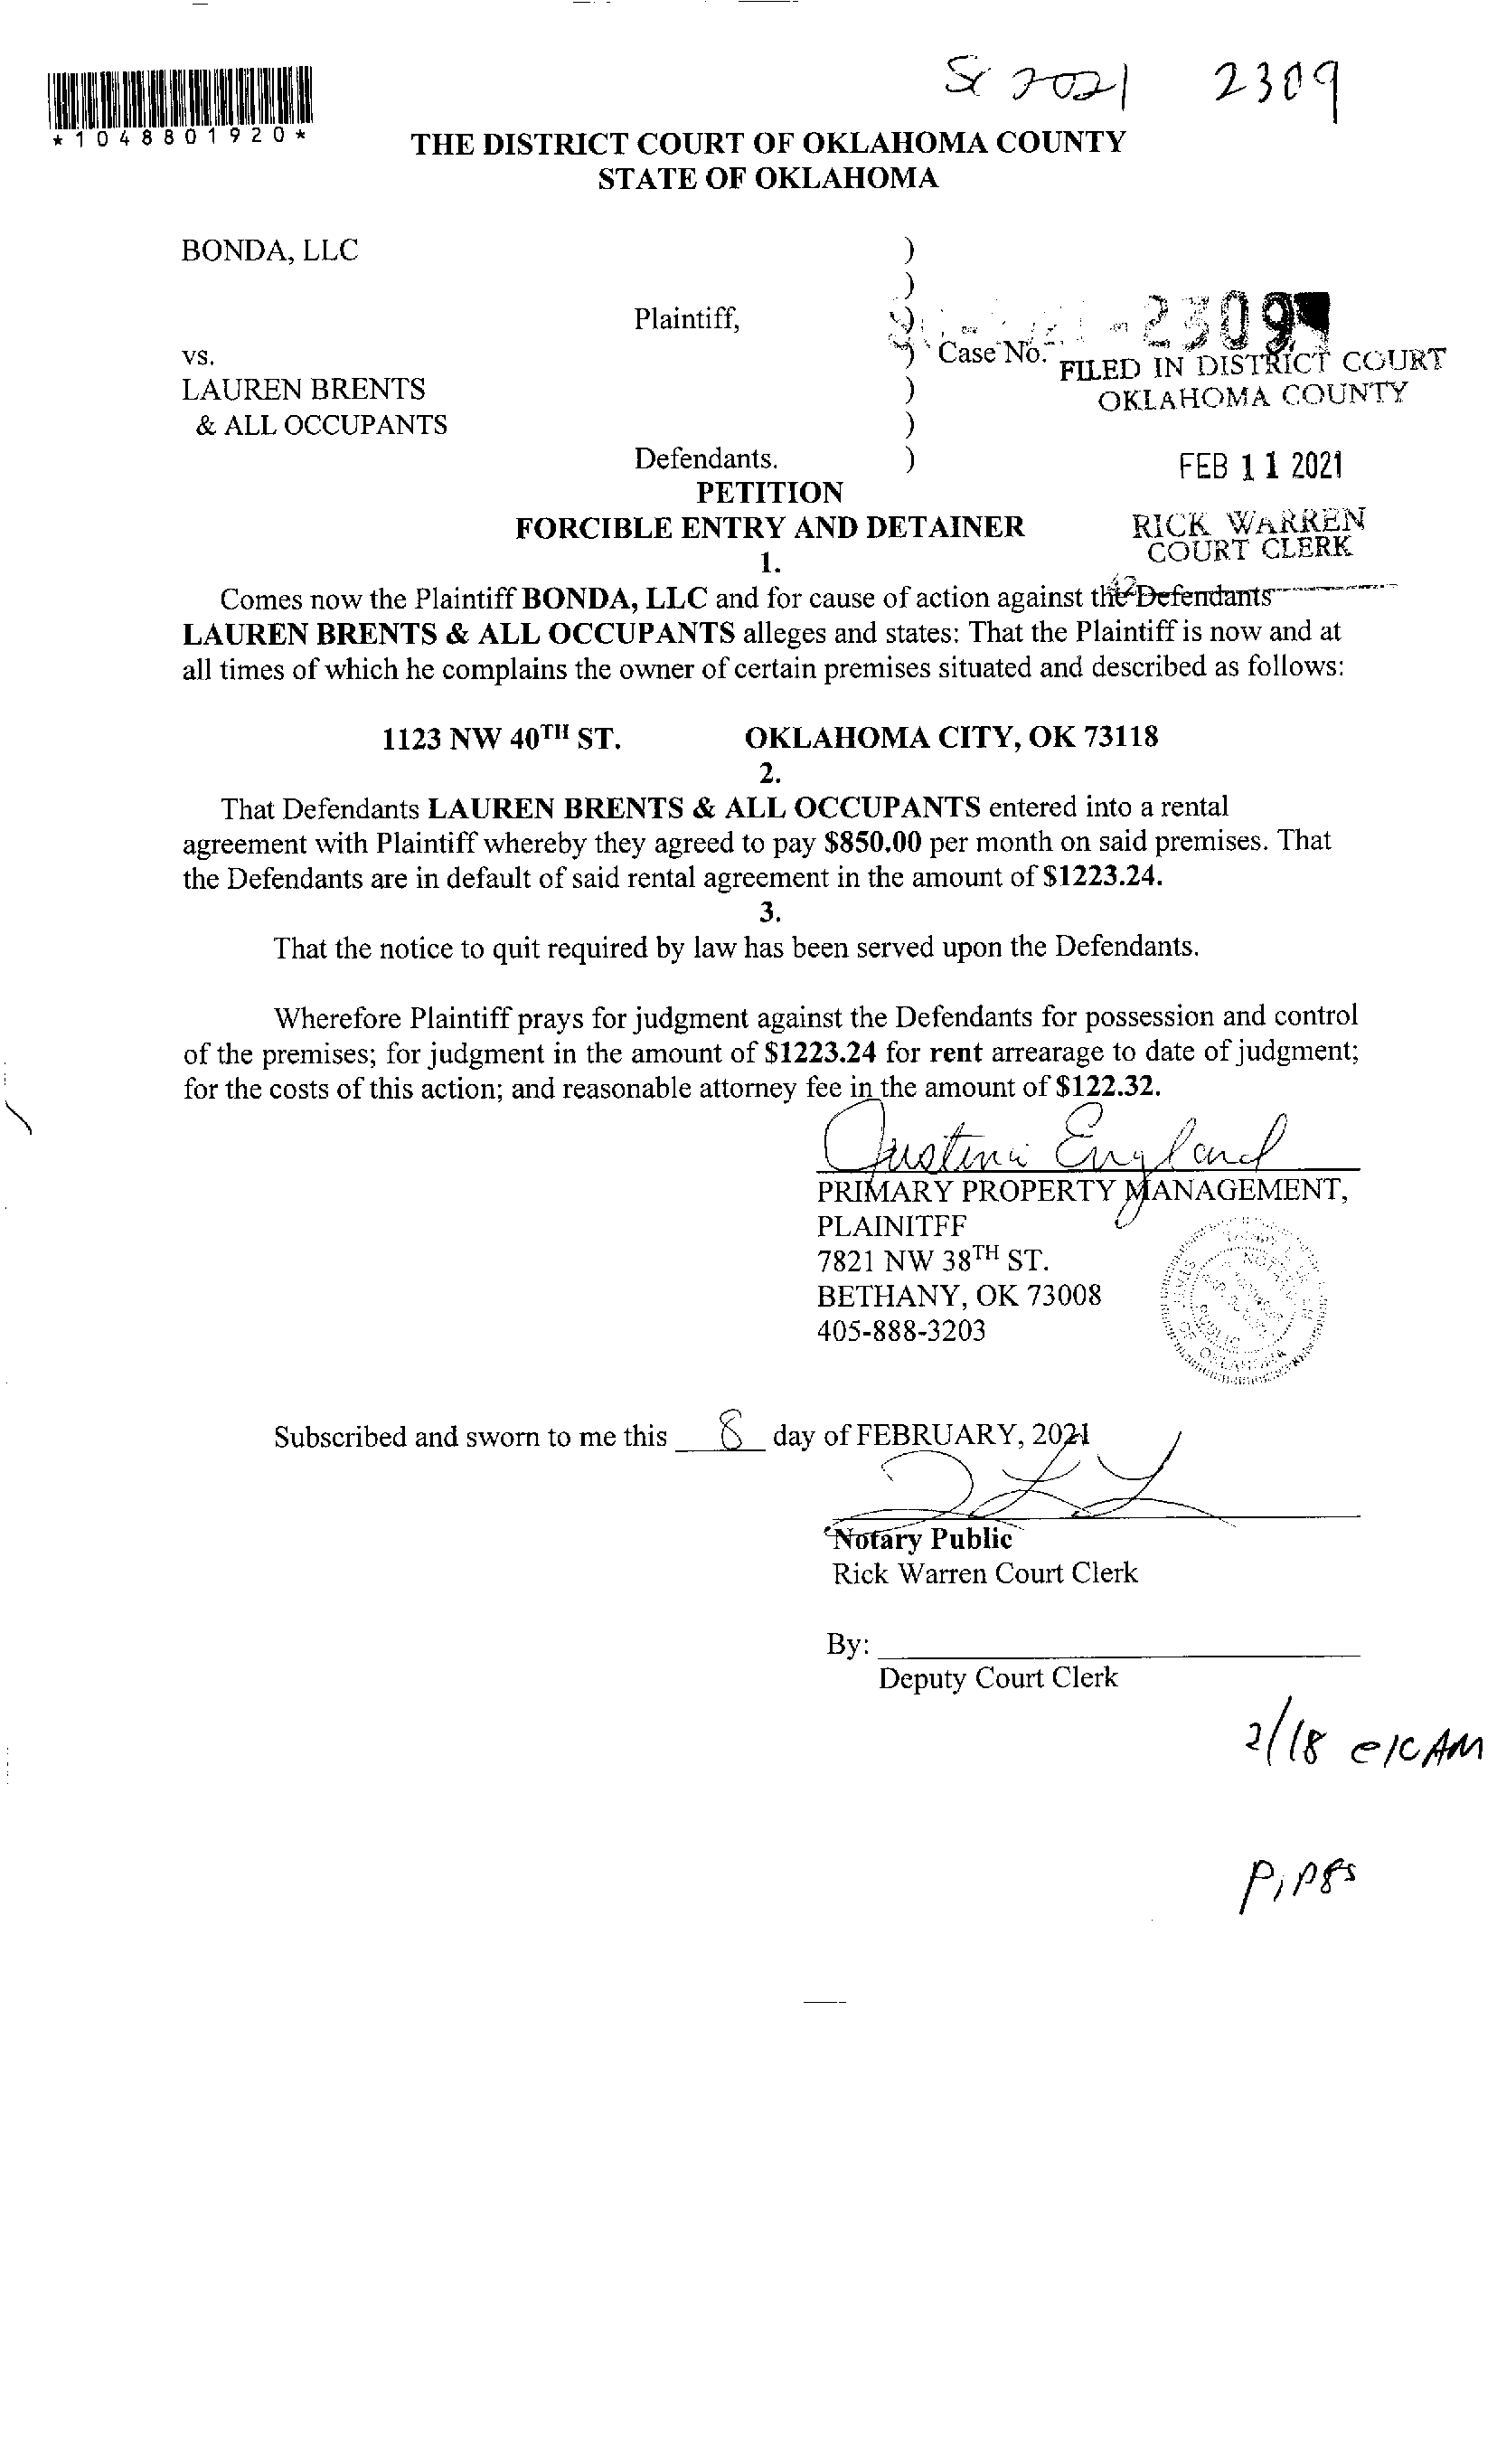 SC 2021 2309
*1048801920*
THE DISTRICT COURT OF OKLAHOMA COUNTY
STATE OF OKLAHOMA
BONDA, LLC )
)
Plaintiff, )
vs. ) Case No. -2309
FILED IN DISTRICT COURT
LAUREN BRENTS )
OKLAHOMA COUNTY
& ALL OCCUPANTS )
Defendants. )
FEB 11 2021
PETITION
FORCIBLE ENTRY AND DETAINER
RICK WARREN
COURT CLERK
1.
42
Comes now the Plaintiff BONDA, LLC and for cause of action against the Defendants
LAUREN BRENTS & ALL OCCUPANTS alleges and states: That the Plaintiff is now and at
all times of which he complains the owner of certain premises situated and described as follows:
1123 NW 40TH ST. OKLAHOMA CITY, OK 73118
2.
That Defendants LAUREN BRENTS & ALL OCCUPANTS entered into a rental
agreement with Plaintiff whereby they agreed to pay $850.00 per month on said premises. That
the Defendants are in default of said rental agreement in the amount of $1223.24.
3.
That the notice to quit required by law has been served upon the Defendants.
Wherefore Plaintiff prays for judgment against the Defendants for possession and control
of the premises; for judgment in the amount of $1223.24 for rent arrearage to date of judgment;
for the costs of this action; and reasonable attorney fee in the amount of $122.32.
Justina England
PRIMARY PROPERTY MANAGEMENT,
PLAINITFF
7821 NW 38TH ST.
BETHANY, OK 73008
405-888-3203
Subscribed and sworn to me this 8 day of FEBRUARY, 2021
Notary Public
Rick Warren Court Clerk
By:
Deputy Court Clerk
2/18 @ 10 AM